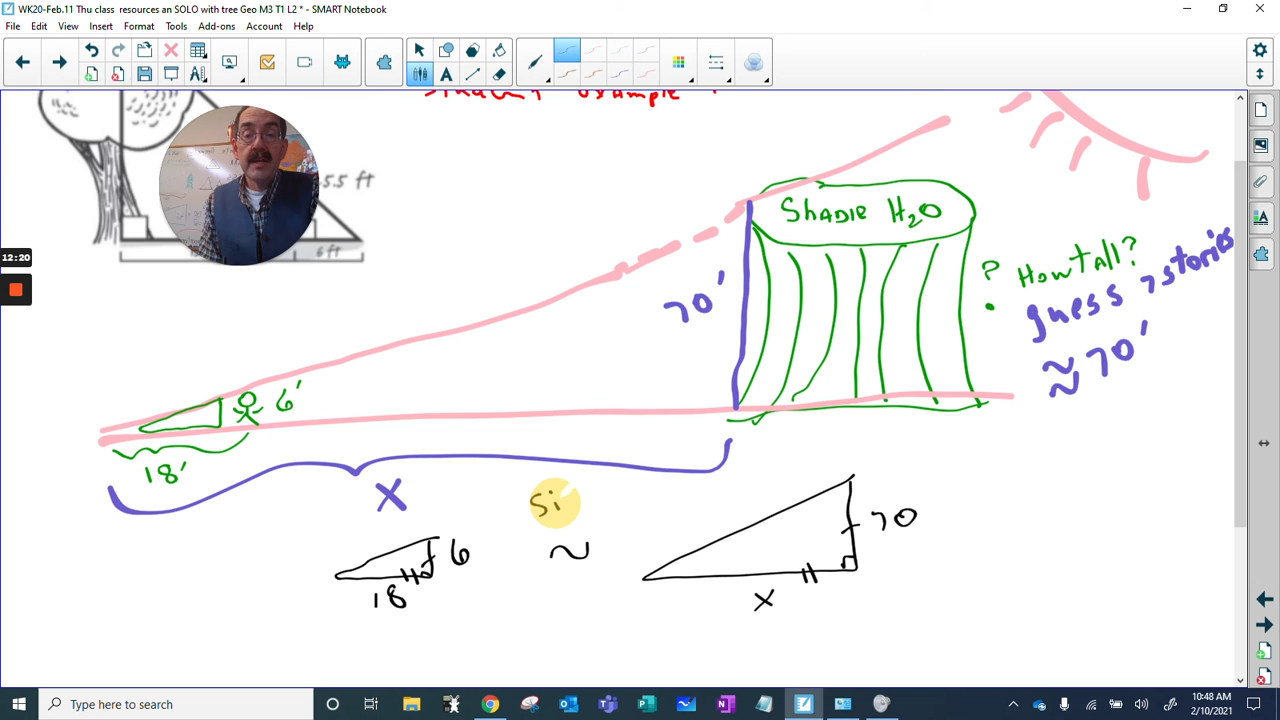 WK20-Feb.11 Thu class  resources an SOLO with tree Geo M3 T1 L2 * - SMART Notebook
File Edit View Insert Format Tools Add-ons Account Help
Student example
5.5 ft
6 ft
SHADIE H2O
? How tall?
guess 7 stories
≈ 70'
70'
6'
18'
X
Si
6
~
70
18
x
12:20
Type here to search
10:48 AM
2/10/2021